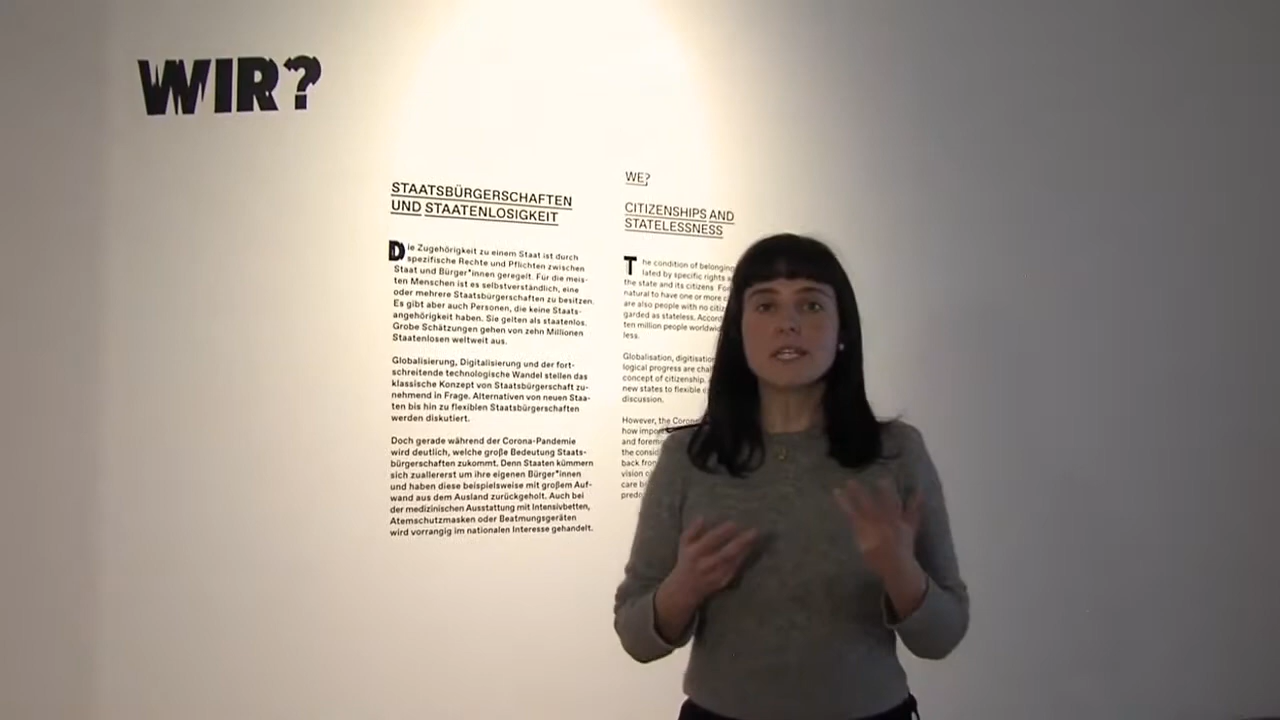 WIR?
STAATSBÜRGERSCHAFTEN
UND STAATENLOSIGKEIT
Die Zugehörigkeit zu einem Staat ist durch
spezifische Rechte und Pflichten zwischen
Staat und Bürger*innen geregelt. Für die meis-
ten Menschen ist es selbstverständlich, eine
oder mehrere Staatsbürgerschaften zu besitzen.
Es gibt aber auch Personen, die keine Staats-
angehörigkeit haben. Sie gelten als staatenlos.
Grobe Schätzungen gehen von zehn Millionen
Staatenlosen weltweit aus.
Globalisierung, Digitalisierung und der fort-
schreitende technologische Wandel stellen das
klassische Konzept von Staatsbürgerschaft zu-
nehmend in Frage. Alternativen von neuen Staa-
ten bis hin zu flexiblen Staatsbürgerschaften
werden diskutiert.
Doch gerade während der Corona-Pandemie
wird deutlich, welche große Bedeutung Staats-
bürgerschaften zukommt. Denn Staaten kümmern
sich zuallererst um ihre eigenen Bürger*innen
und haben diese beispielsweise mit großem Auf-
wand aus dem Ausland zurückgeholt. Auch bei
der medizinischen Ausstattung mit Intensivbetten,
Atemschutzmasken oder Beatmungsgeräten
wird vorrangig im nationalen Interesse gehandelt.
WE?
CITIZENSHIPS AND
STATELESSNESS
The condition of belonging
lated by specific rights
the state and its citizens. For
natural to have one or more
are also people with no
garded as stateless.
ten million people
less.
Globalisation,
logical progress are
concept of citizenship.
new states to flexible
discussion.
However, the
how
and
the
back
vision
care